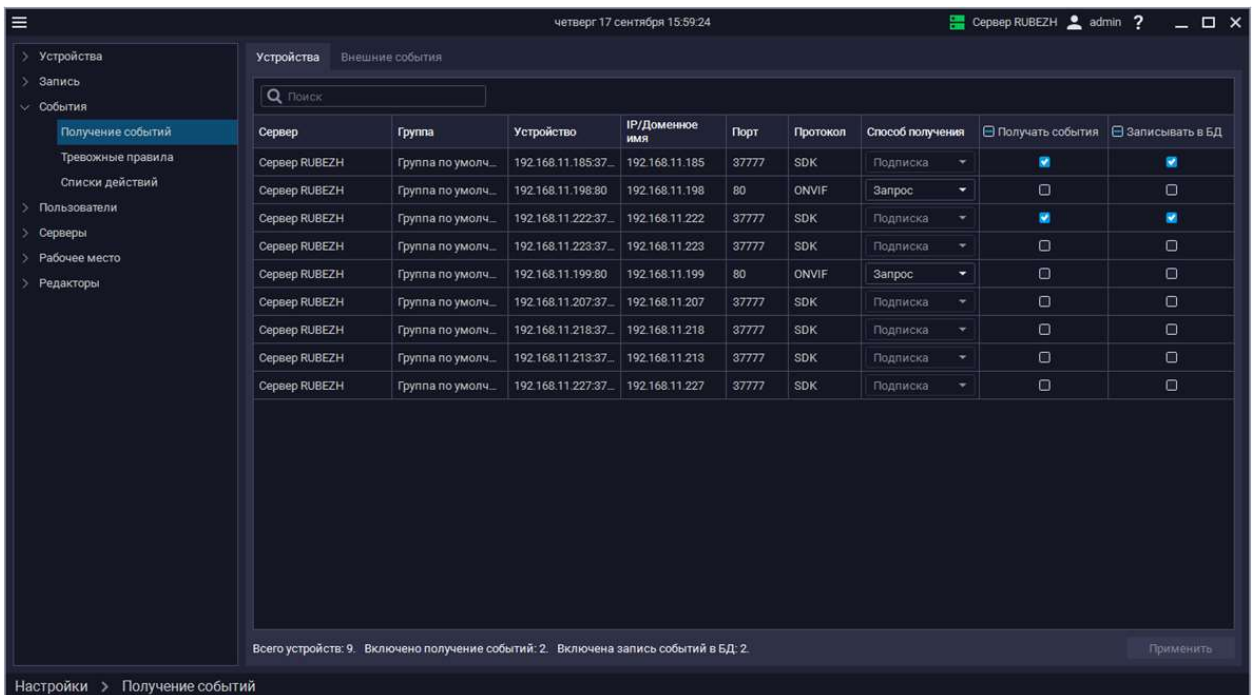 четверг 17 сентября 15:59:24 Сервер RUBEZH admin ?
Устройства
Запись
События
Получение событий
Тревожные правила
Списки действий
Пользователи
Серверы
Рабочее место
Редакторы
Устройства Внешние события
Поиск
Сервер Группа Устройство IP/Доменное имя Порт Протокол Способ получения Получать события Записывать в БД
Сервер RUBEZH Группа по умолч... 192.168.11.185:37... 192.168.11.185 37777 SDK Подписка
Сервер RUBEZH Группа по умолч... 192.168.11.198:80 192.168.11.198 80 ONVIF Запрос
Сервер RUBEZH Группа по умолч... 192.168.11.222:37... 192.168.11.222 37777 SDK Подписка
Сервер RUBEZH Группа по умолч... 192.168.11.223:37... 192.168.11.223 37777 SDK Подписка
Сервер RUBEZH Группа по умолч... 192.168.11.199:80 192.168.11.199 80 ONVIF Запрос
Сервер RUBEZH Группа по умолч... 192.168.11.207:37... 192.168.11.207 37777 SDK Подписка
Сервер RUBEZH Группа по умолч... 192.168.11.218:37... 192.168.11.218 37777 SDK Подписка
Сервер RUBEZH Группа по умолч... 192.168.11.213:37... 192.168.11.213 37777 SDK Подписка
Сервер RUBEZH Группа по умолч... 192.168.11.227:37... 192.168.11.227 37777 SDK Подписка
Всего устройств: 9. Включено получение событий: 2. Включена запись событий в БД: 2. Применить
Настройки > Получение событий